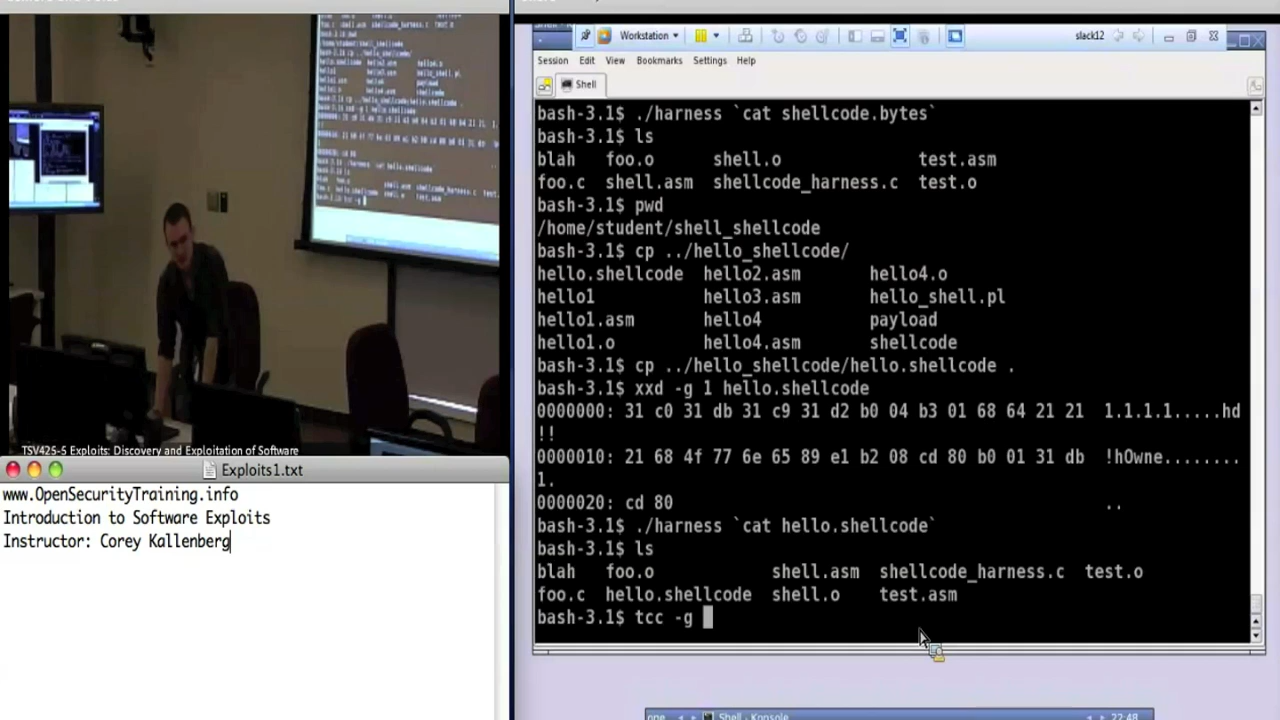 TSV425-5 Exploits: Discovery and Exploitation of Software
Exploits1.txt
www.OpenSecurityTraining.info
Introduction to Software Exploits
Instructor: Corey Kallenberg
Workstation
slack12
Session Edit View Bookmarks Settings Help
Shell
bash-3.1$ ./harness `cat shellcode.bytes`
bash-3.1$ ls
blah foo.o shell.o test.asm
foo.c shell.asm shellcode_harness.c test.o
bash-3.1$ pwd
/home/student/shell_shellcode
bash-3.1$ cp ../hello_shellcode/
hello.shellcode hello2.asm hello4.o
hello1 hello3.asm hello_shell.pl
hello1.asm hello4 payload
hello1.o hello4.asm shellcode
bash-3.1$ cp ../hello_shellcode/hello.shellcode .
bash-3.1$ xxd -g 1 hello.shellcode
0000000: 31 c0 31 db 31 c9 31 d2 b0 04 b3 01 68 64 21 21 1.1.1.1.....hd
!!
0000010: 21 68 4f 77 6e 65 89 e1 b2 08 cd 80 b0 01 31 db !hOwne........
1.
0000020: cd 80 ..
bash-3.1$ ./harness `cat hello.shellcode`
bash-3.1$ ls
blah foo.o shell.asm shellcode_harness.c test.o
foo.c hello.shellcode shell.o test.asm
bash-3.1$ tcc -g
Shell - Konsole
22:48